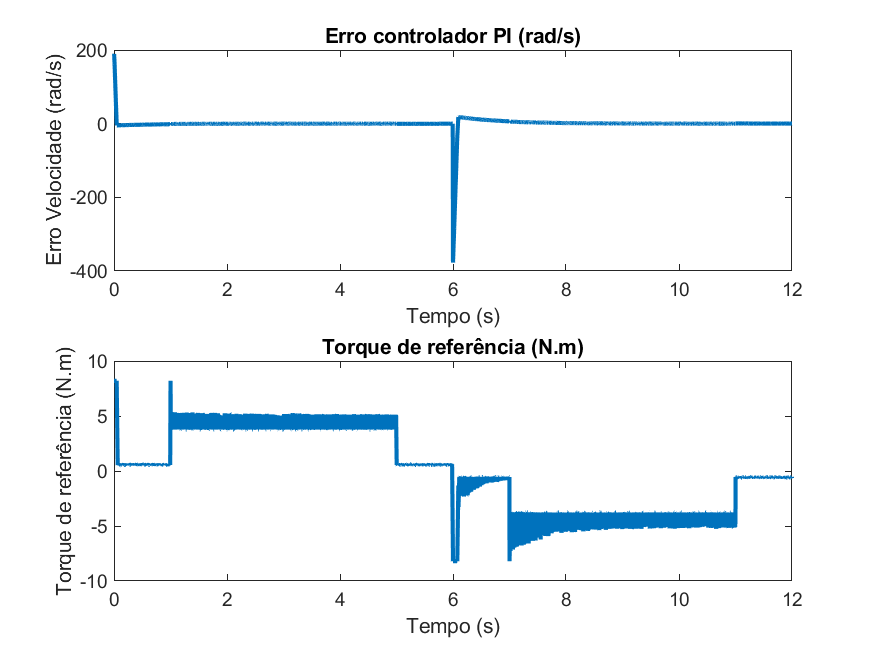 Erro controlador PI (rad/s)
Erro Velocidade (rad/s)
200
0
-200
-400
0 2 4 6 8 10 12
Tempo (s)
Torque de referência (N.m)
Torque de referência (N.m)
10
5
0
-5
-10
0 2 4 6 8 10 12
Tempo (s)